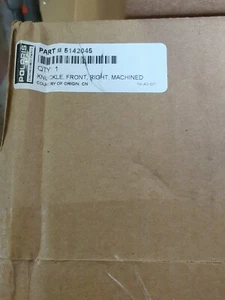 POLARIS
PART # 5142045
QTY: 1
KNUCKLE, FRONT, RIGHT, MACHINED
COUNTRY OF ORIGIN: CN